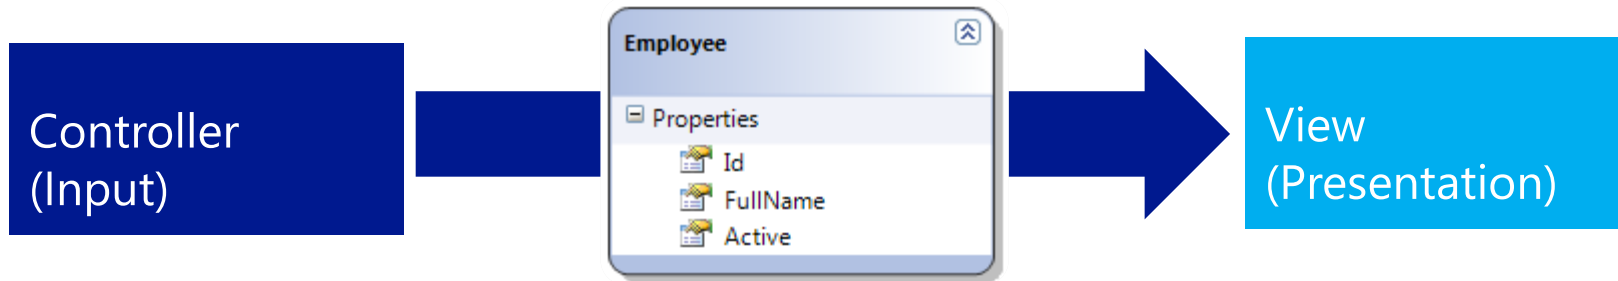 Controller
(Input)
Employee
Properties
Id
FullName
Active
View
(Presentation)